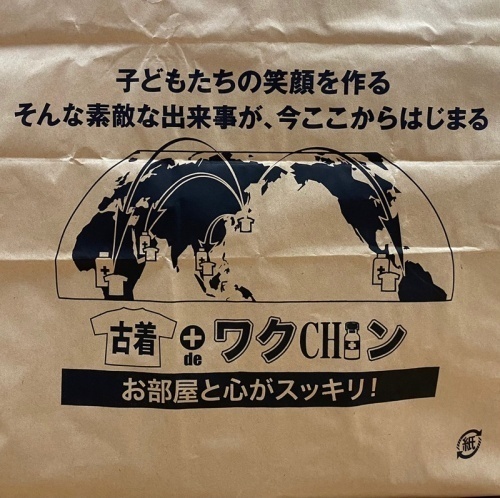 子どもたちの笑顔を作る
そんな素敵な出来事が、今ここからはじまる
古着 de ワクCHIン
お部屋と心がスッキリ!
紙